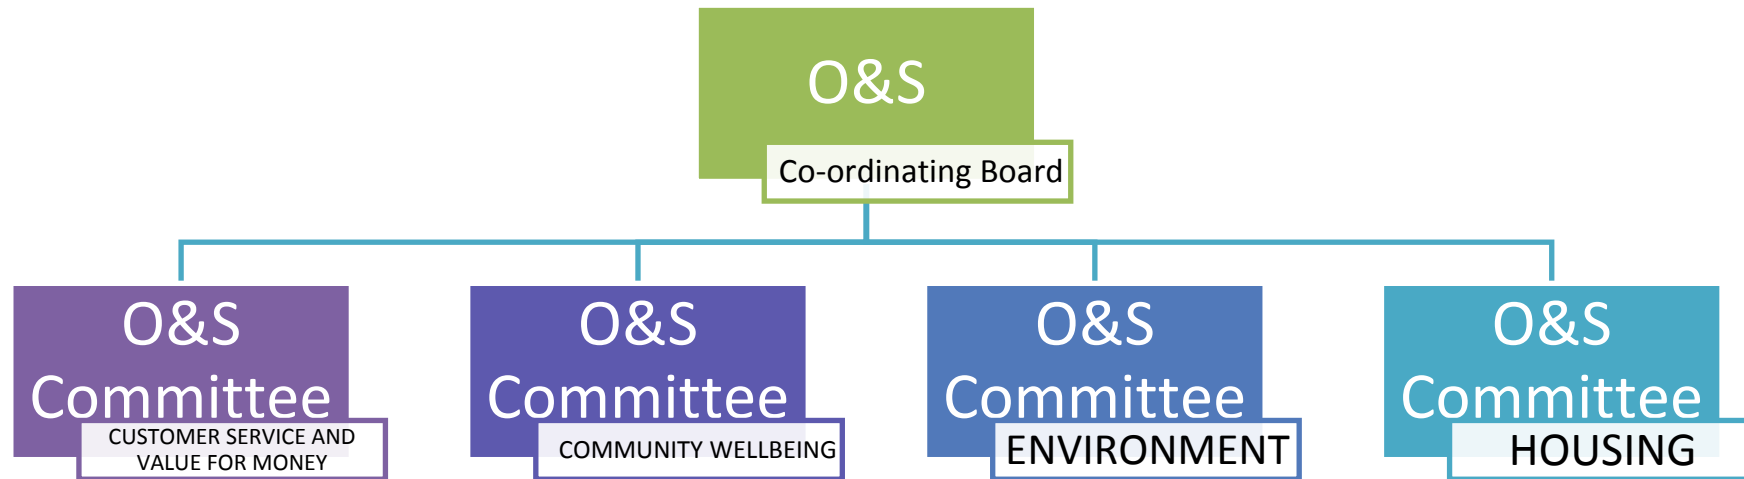 O&S
Co-ordinating Board
O&S
Committee
CUSTOMER SERVICE AND
VALUE FOR MONEY
O&S
Committee
COMMUNITY WELLBEING
O&S
Committee
ENVIRONMENT
O&S
Committee
HOUSING